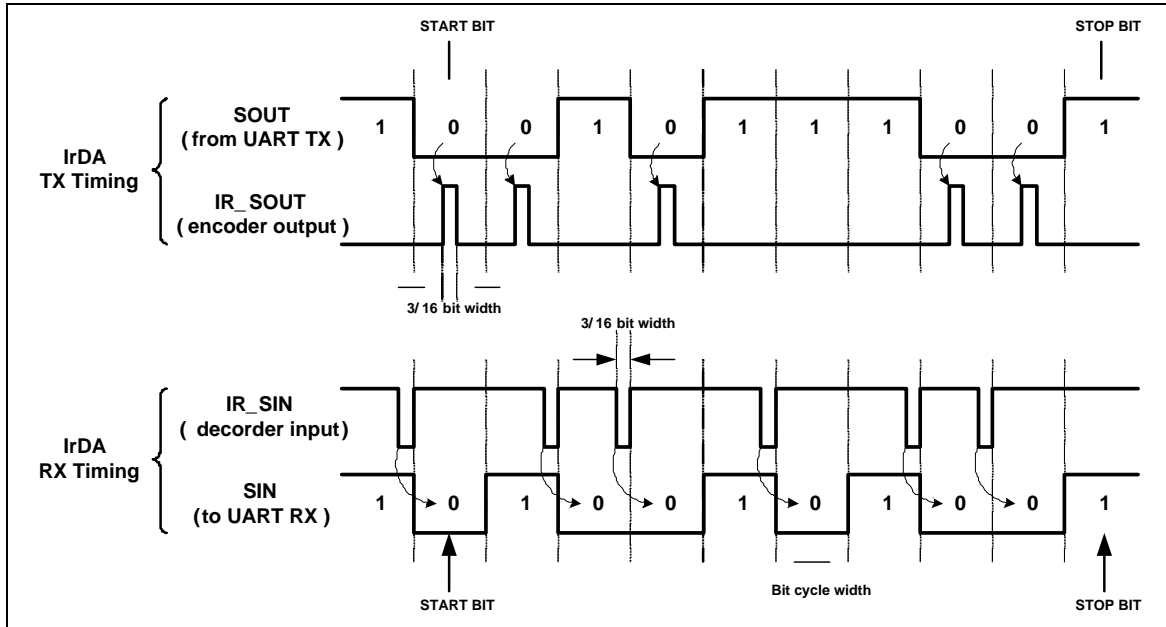 START BIT
STOP BIT
IrDA
TX Timing
SOUT
( from UART TX )
1 0 0 1 0 1 1 1 0 0 1
IR_SOUT
( encoder output )
3/ 16 bit width
3/ 16 bit width
IrDA
RX Timing
IR_SIN
( decorder input)
SIN
(to UART RX )
1 0 1 0 0 1 0 1 0 0 1
START BIT
Bit cycle width
STOP BIT